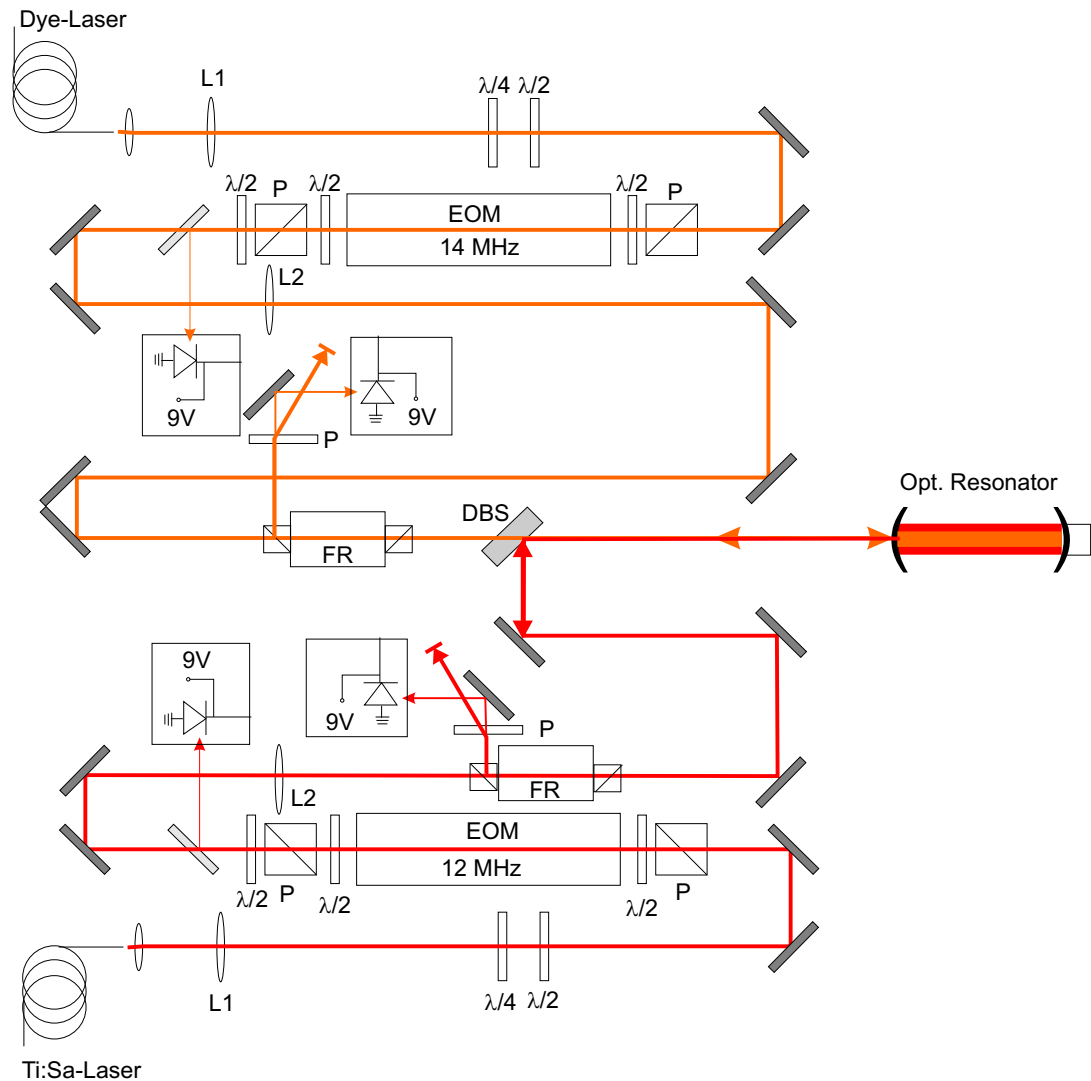 Dye-Laser
L1
λ/4
λ/2
λ/2
P
λ/2
EOM
14 MHz
λ/2
P
L2
9V
9V
P
Opt. Resonator
DBS
FR
9V
9V
P
FR
L2
EOM
12 MHz
λ/2
P
λ/2
λ/2
P
L1
λ/4
λ/2
Ti:Sa-Laser